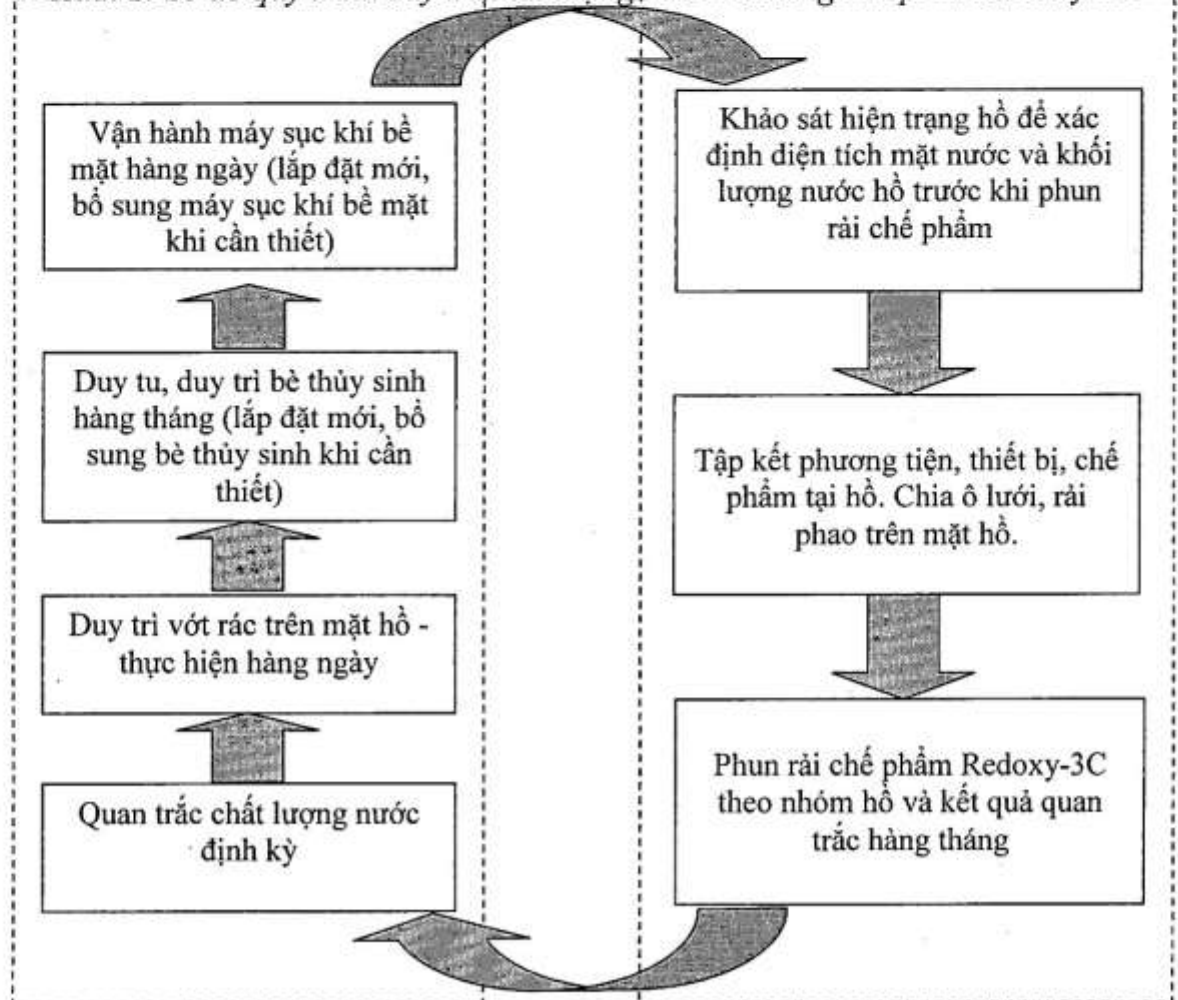 Vận hành máy sục khí bề
mặt hàng ngày (lắp đặt mới,
bổ sung máy sục khí bề mặt
khi cần thiết)
Duy tu, duy trì bè thủy sinh
hàng tháng (lắp đặt mới, bổ
sung bè thủy sinh khi cần
thiết)
Duy trì vớt rác trên mặt hồ -
thực hiện hàng ngày
Quan trắc chất lượng nước
định kỳ
Khảo sát hiện trạng hồ để xác
định diện tích mặt nước và khối
lượng nước hồ trước khi phun
rải chế phẩm
Tập kết phương tiện, thiết bị, chế
phẩm tại hồ. Chia ô lưới, rải
phao trên mặt hồ.
Phun rải chế phẩm Redoxy-3C
theo nhóm hồ và kết quả quan
trắc hàng tháng